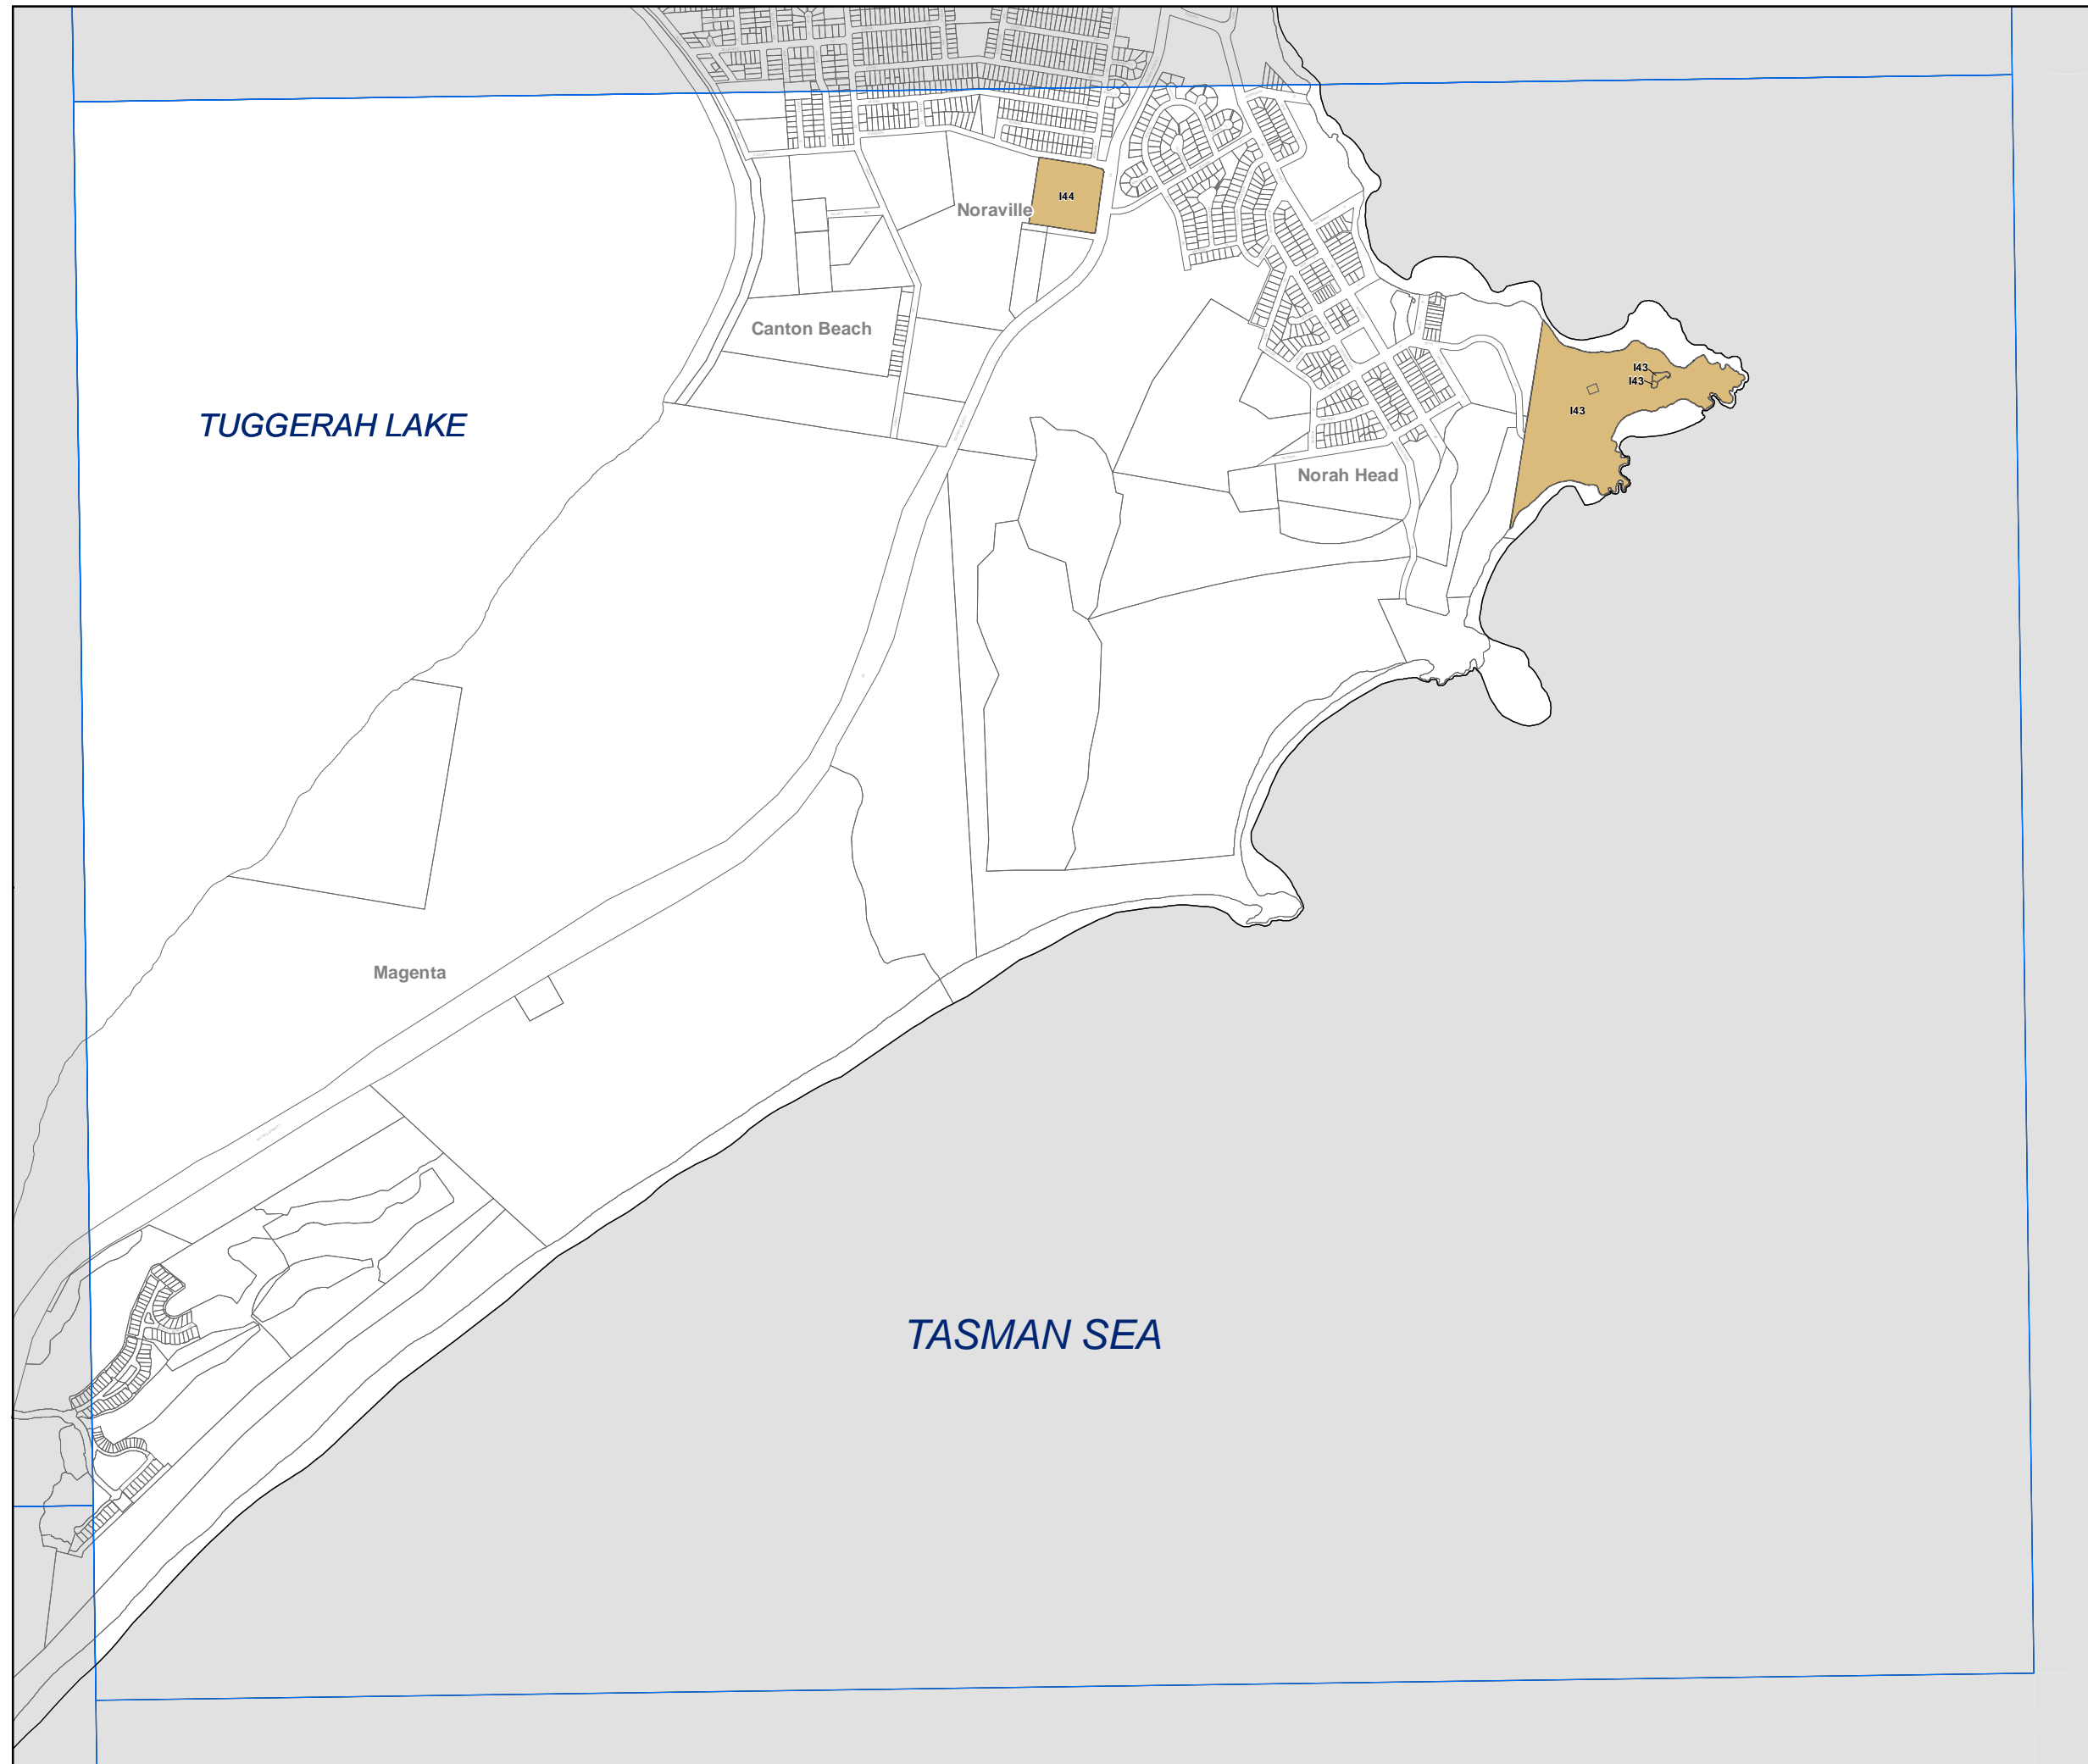 I44
Noraville
Canton Beach
I43
I43
I43
TUGGERAH LAKE
Norah Head
Magenta
TASMAN SEA